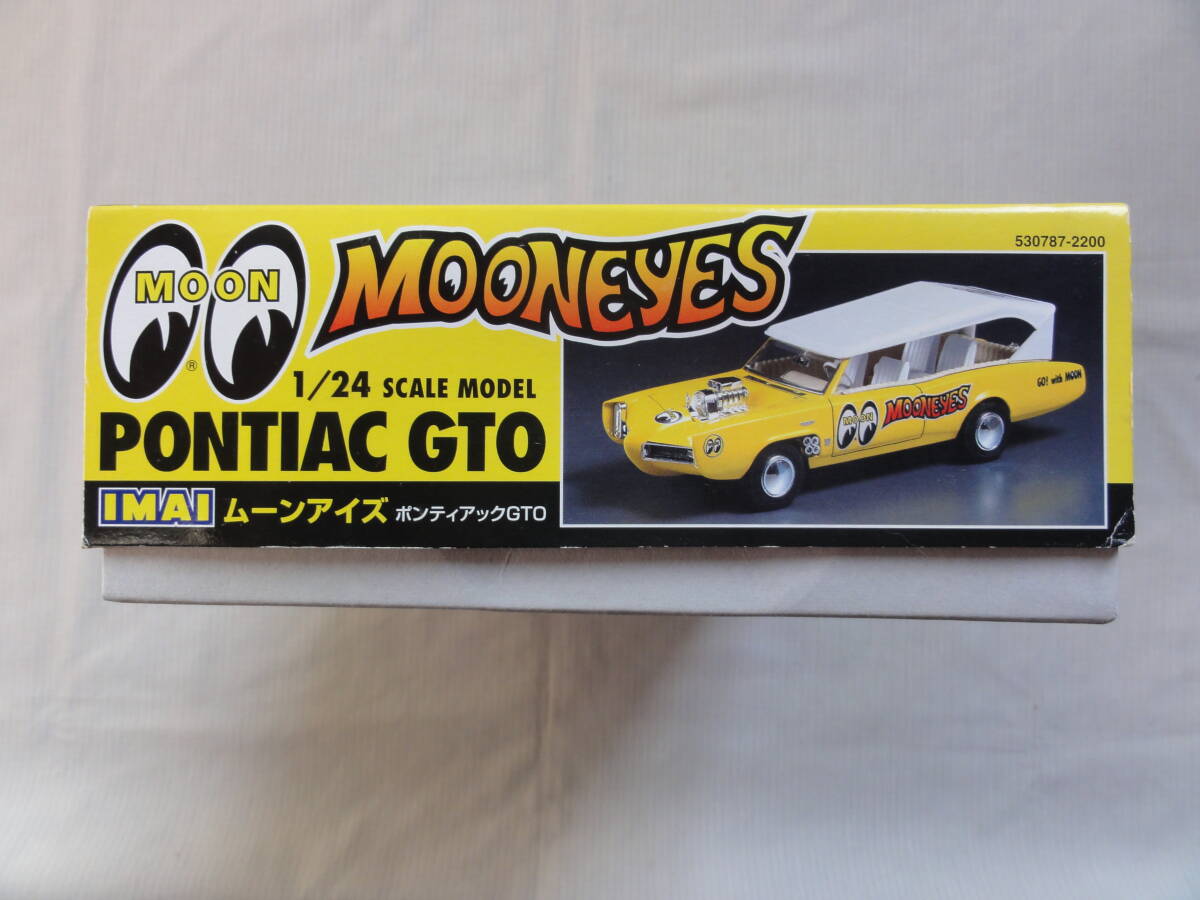 MOON
®
MOONEYES
530787-2200
1/24 SCALE MODEL
PONTIAC GTO
IMAI ムーンアイズ ポンティアックGTO
MOON MOONEYES
GO! with MOON